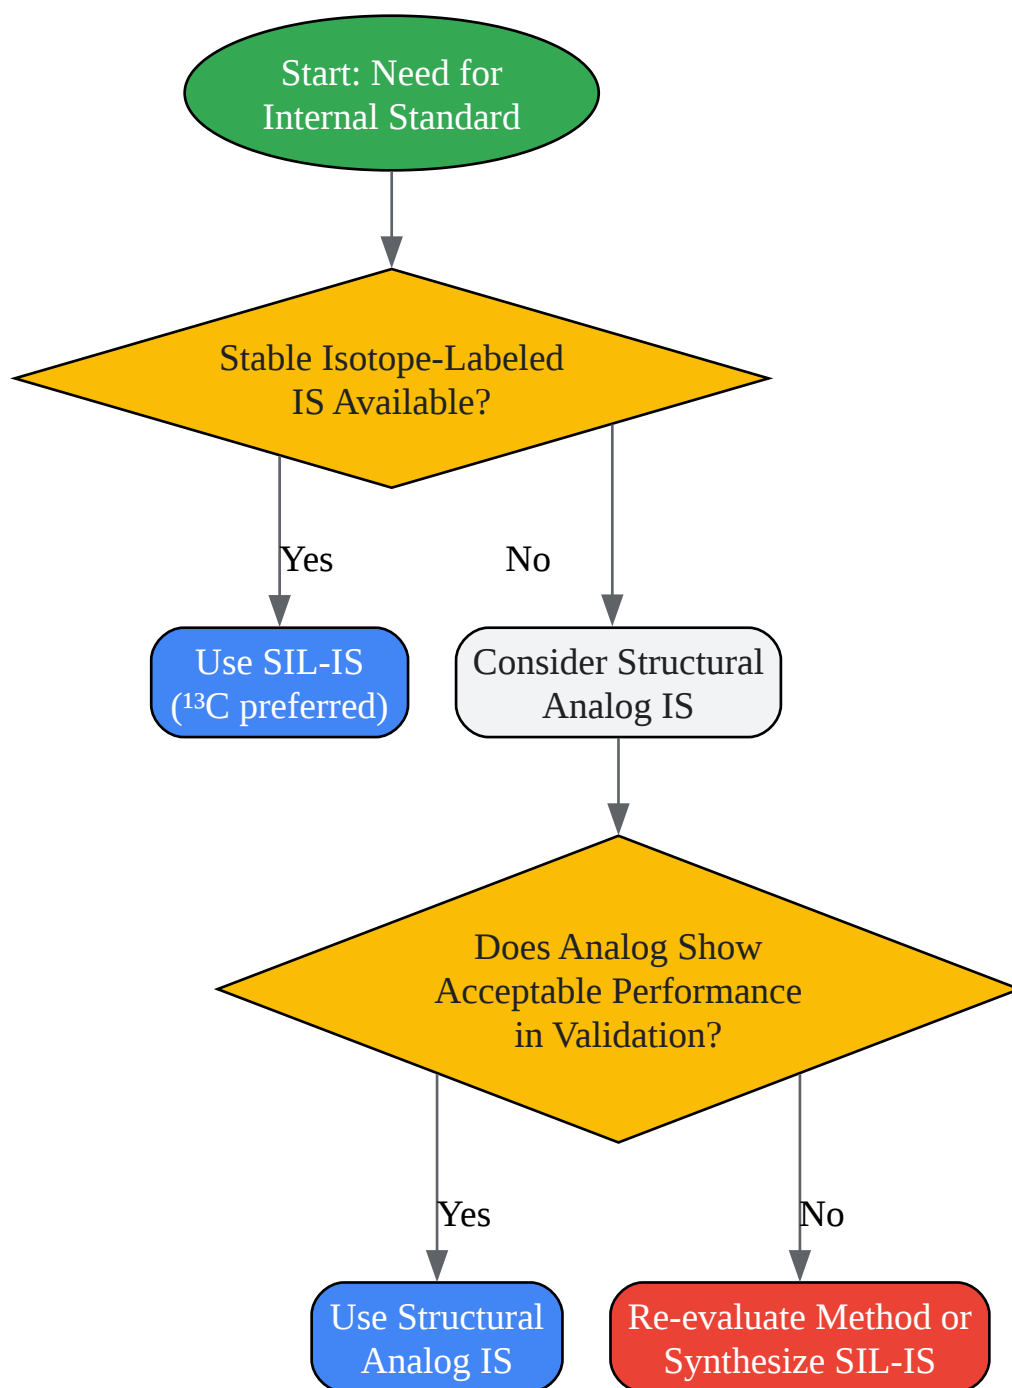 Start: Need for
Internal Standard
Stable Isotope-Labeled
IS Available?
Yes
No
Use SIL-IS
(¹³C preferred)
Consider Structural
Analog IS
Does Analog Show
Acceptable Performance
in Validation?
Yes
No
Use Structural
Analog IS
Re-evaluate Method or
Synthesize SIL-IS